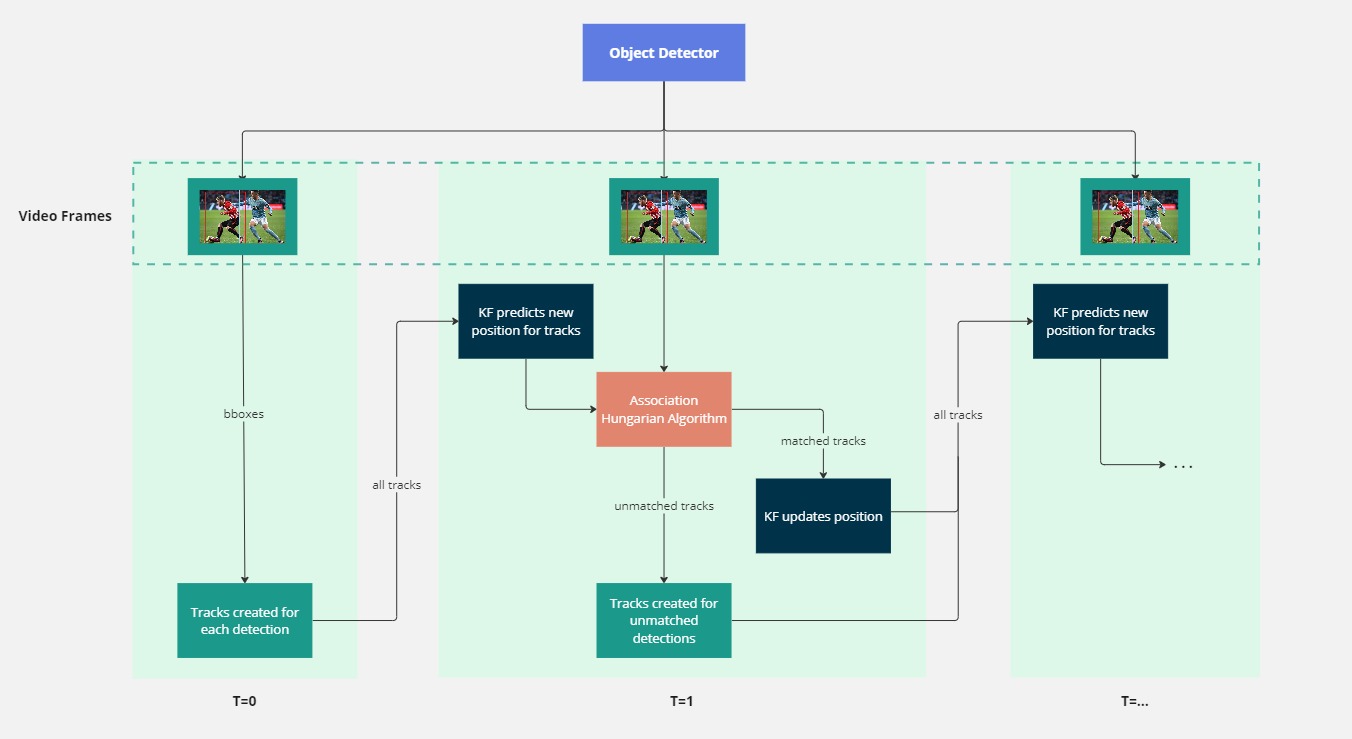 Object Detector
Video Frames
KF predicts new
position for tracks
KF predicts new
position for tracks
Association
Hungarian Algorithm
bboxes
all tracks
matched tracks
all tracks
...
all tracks
unmatched tracks
KF updates position
Tracks created for
each detection
Tracks created for
unmatched
detections
T=0
T=1
T=...